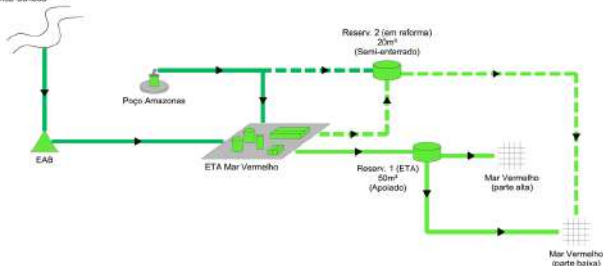 Reserv. 2 (em reforma)
20m³
(Semi-enterrado)
Poço Amazonas
EAB
ETA Mar Vermelho
Reserv. 1 (ETA)
50m³
(Apoiado)
Mar Vermelho
(parte alta)
Mar Vermelho
(parte baixa)